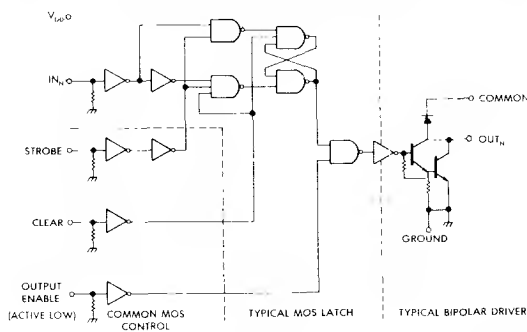 V_DD
IN_N
COMMON
OUT_N
STROBE
CLEAR
GROUND
OUTPUT
ENABLE
(ACTIVE LOW)
COMMON MOS
CONTROL
TYPICAL MOS LATCH
TYPICAL BIPOLAR DRIVER